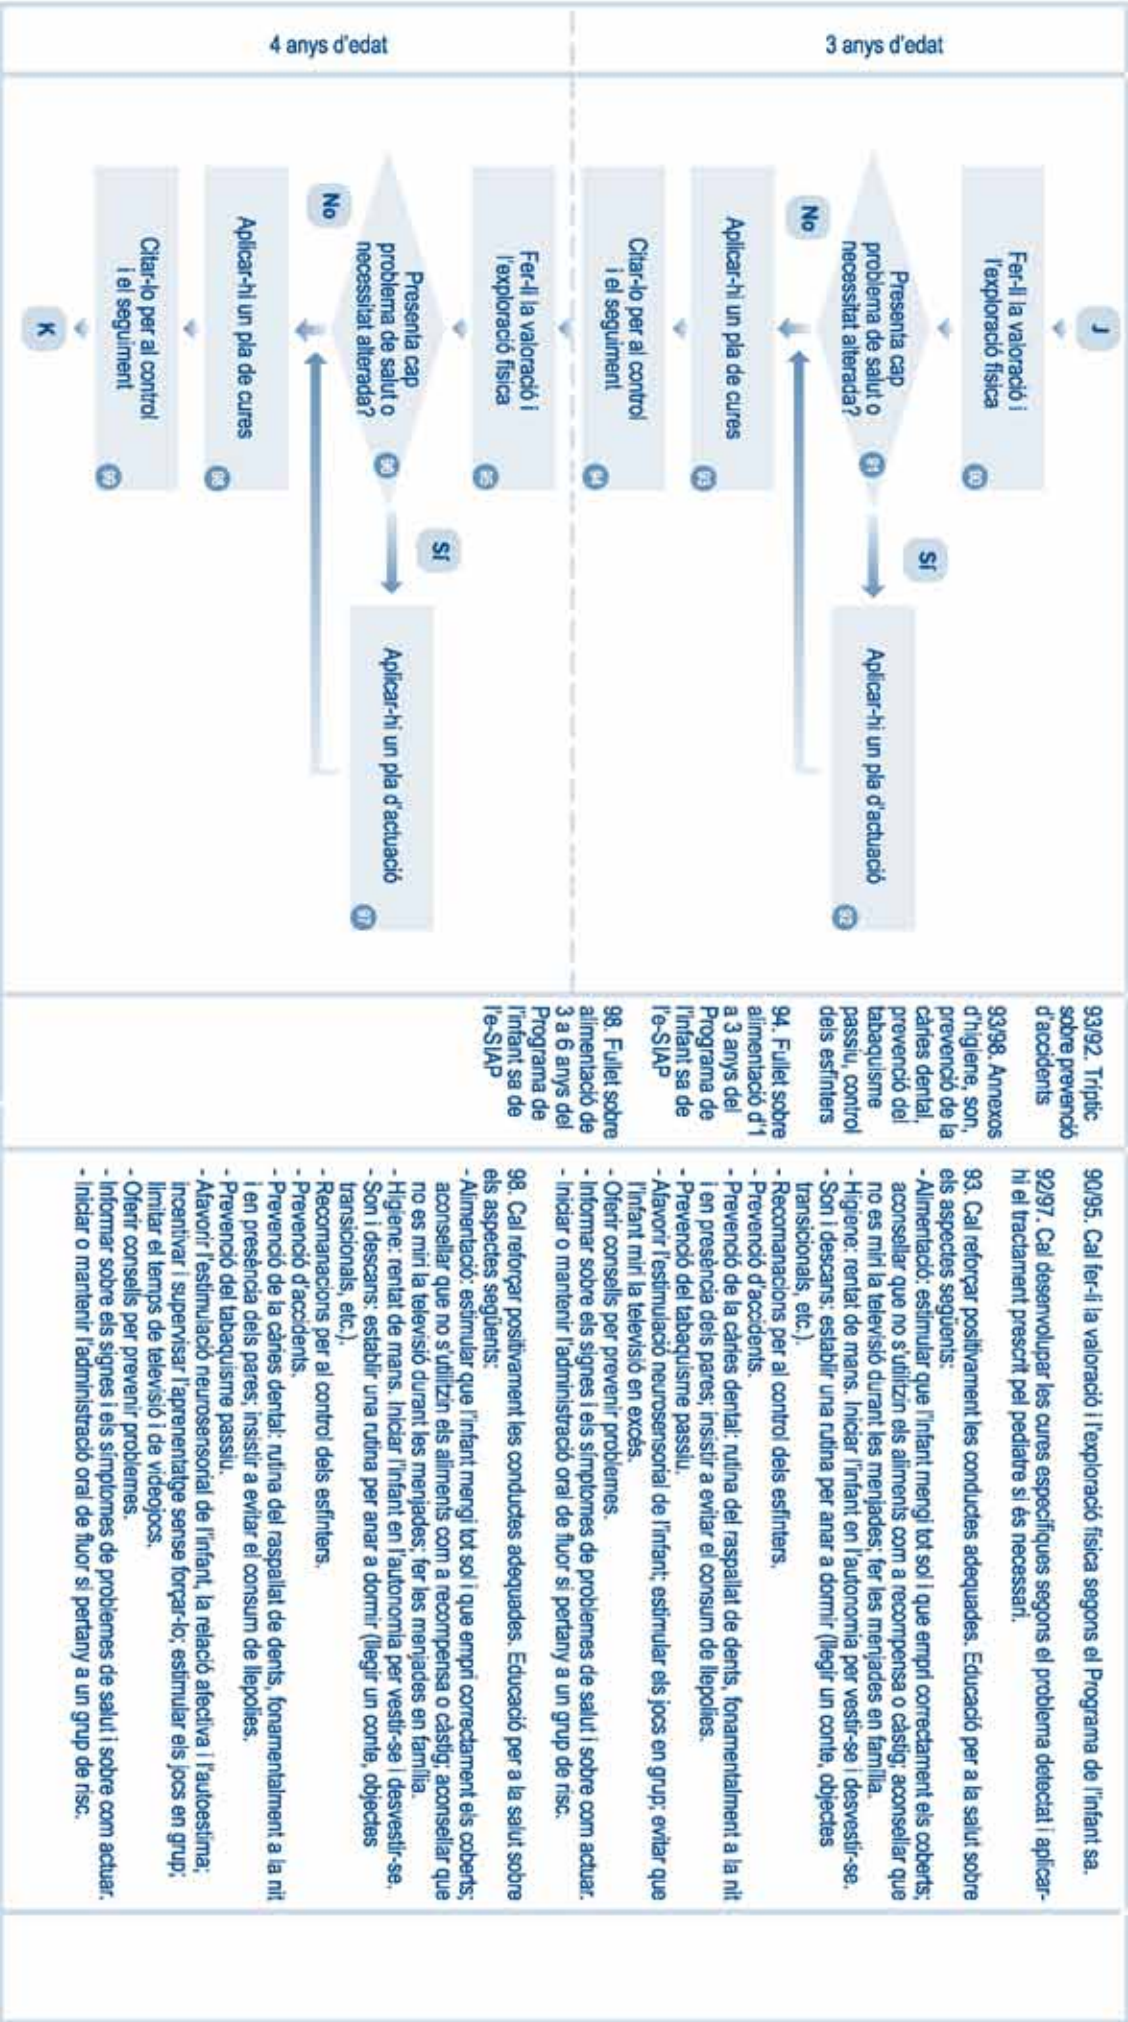 3 anys d'edat
J
Fer-li la valoració i
l'exploració física
90
Presenta cap
problema de salut o
necessitat alterada?
91
Sí
Aplicar-hi un pla d'actuació
92
No
Aplicar-hi un pla de cures
93
Citar-lo per al control
i el seguiment
94
4 anys d'edat
Fer-li la valoració i
l'exploració física
95
Presenta cap
problema de salut o
necessitat alterada?
96
Sí
Aplicar-hi un pla d'actuació
97
No
Aplicar-hi un pla de cures
98
Citar-lo per al control
i el seguiment
99
K
93/92. Tríptic
sobre prevenció
d'accidents
93/98. Annexos
d'higiene, son,
prevenció de la
càries dental,
prevenció del
tabaquisme
passiu, control
dels esfínters
94. Fullet sobre
alimentació d'1
a 3 anys del
Programa de
l'infant sa de
l'e-SIAP
98. Fullet sobre
alimentació de
3 a 6 anys del
Programa de
l'infant sa de
l'e-SIAP
90/95. Cal fer-li la valoració i l'exploració física segons el Programa de l'infant sa.
92/97. Cal desenvolupar les cures específiques segons el problema detectat i aplicar-
hi el tractament prescrit pel pediatre si és necessari.
93. Cal reforçar positivament les conductes adequades. Educació per a la salut sobre
els aspectes següents:
- Alimentació: estimular que l'infant mengi tot sol i que empri correctament els coberts;
aconsellar que no s'utilitzin els aliments com a recompensa o càstig; aconsellar que
no es miri la televisió durant les menjades; fer les menjades en família.
- Higiene: rentat de mans. Iniciar l'infant en l'autonomia per vestir-se i desvestir-se.
- Son i descans: establir una rutina per anar a dormir (llegir un conte, objectes
transicionals, etc.).
- Recomanacions per al control dels esfínters.
- Prevenció d'accidents.
- Prevenció de la càries dental: rutina del raspallat de dents, fonamentalment a la nit
i en presència dels pares; insistir a evitar el consum de llepolies.
- Prevenció del tabaquisme passiu.
- Afavorir l'estimulació neurosensorial de l'infant; estimular els jocs en grup; evitar que
l'infant miri la televisió en excés.
- Oferir consells per prevenir problemes.
- Informar sobre els signes i els símptomes de problemes de salut i sobre com actuar.
- Iniciar o mantenir l'administració oral de fluor si pertany a un grup de risc.
98. Cal reforçar positivament les conductes adequades. Educació per a la salut sobre
els aspectes següents:
- Alimentació: estimular que l'infant mengi tot sol i que empri correctament els coberts;
aconsellar que no s'utilitzin els aliments com a recompensa o càstig; aconsellar que
no es miri la televisió durant les menjades; fer les menjades en família.
- Higiene: rentat de mans. Iniciar l'infant en l'autonomia per vestir-se i desvestir-se.
- Son i descans: establir una rutina per anar a dormir (llegir un conte, objectes
transicionals, etc.).
- Recomanacions per al control dels esfínters.
- Prevenció d'accidents.
- Prevenció de la càries dental: rutina del raspallat de dents, fonamentalment a la nit
i en presència dels pares; insistir a evitar el consum de llepolies.
- Prevenció del tabaquisme passiu.
- Afavorir l'estimulació neurosensorial de l'infant, la relació afectiva i l'autoestima;
incentivar i supervisar l'aprenentatge sense forçar-lo; estimular els jocs en grup;
limitar el temps de televisió i de videojocs.
- Oferir consells per prevenir problemes.
- Informar sobre els signes i els símptomes de problemes de salut i sobre com actuar.
- Iniciar o mantenir l'administració oral de fluor si pertany a un grup de risc.